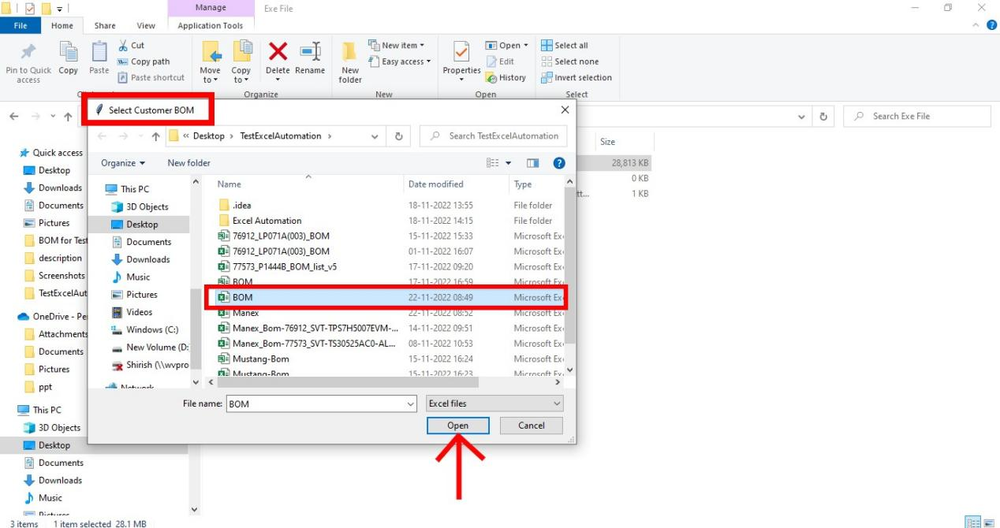 Manage
Exe File
File
Home
Share
View
Application Tools
Pin to Quick
access
Copy
Paste
Cut
Copy path
Paste shortcut
Move
to
Copy
to
Delete
Rename
Organize
New
folder
New item
Easy access
New
Properties
Open
Edit
History
Open
Select all
Select none
Invert selection
Select
Select Customer BOM
Search Exe File
« Desktop > TestExcelAutomation >
Search TestExcelAutomation
Size
28,813 KB
0 KB
1 KB
Organize
New folder
Quick access
Desktop
Downloads
Documents
Pictures
BOM for Test
description
Screenshots
TestExcelAut
OneDrive - Pe
Attachments
Documents
Pictures
ppt
This PC
3D Objects
Desktop
Documents
Downloads
Music
Pictures
This PC
3D Objects
Desktop
Documents
Downloads
Music
Pictures
Videos
Windows (C:)
New Volume (D:
Shirish (\\wvpro
Network
Name Date modified Type
.idea 18-11-2022 13:55 File folder
Excel Automation 18-11-2022 14:15 File folder
76912_LP071A(003)_BOM 15-11-2022 15:33 Microsoft Ex
76912_LP071A(003)_BOM 01-11-2022 16:07 Microsoft Ex
77573_P1444B_BOM_list_v5 17-11-2022 09:20 Microsoft Ex
BOM 17-11-2022 16:59 Microsoft Ex
BOM 22-11-2022 08:49 Microsoft Ex
Manex 22-11-2022 08:52 Microsoft Ex
Manex_Bom-76912_SVT-TPS7H5007EVM-... 14-11-2022 09:51 Microsoft Ex
Manex_Bom-77573_SVT-TS30525AC0-AL... 08-11-2022 10:53 Microsoft Ex
Mustang-Bom 15-11-2022 16:24 Microsoft Ex
Mustang-Bom 15-11-2022 16:23 Microsoft Ex
File name: BOM
Excel files
Open
Cancel
3 items
1 item selected 28.1 MB